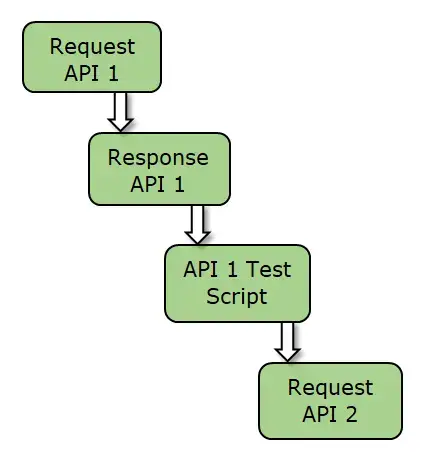 Request
API 1
Response
API 1
API 1 Test
Script
Request
API 2